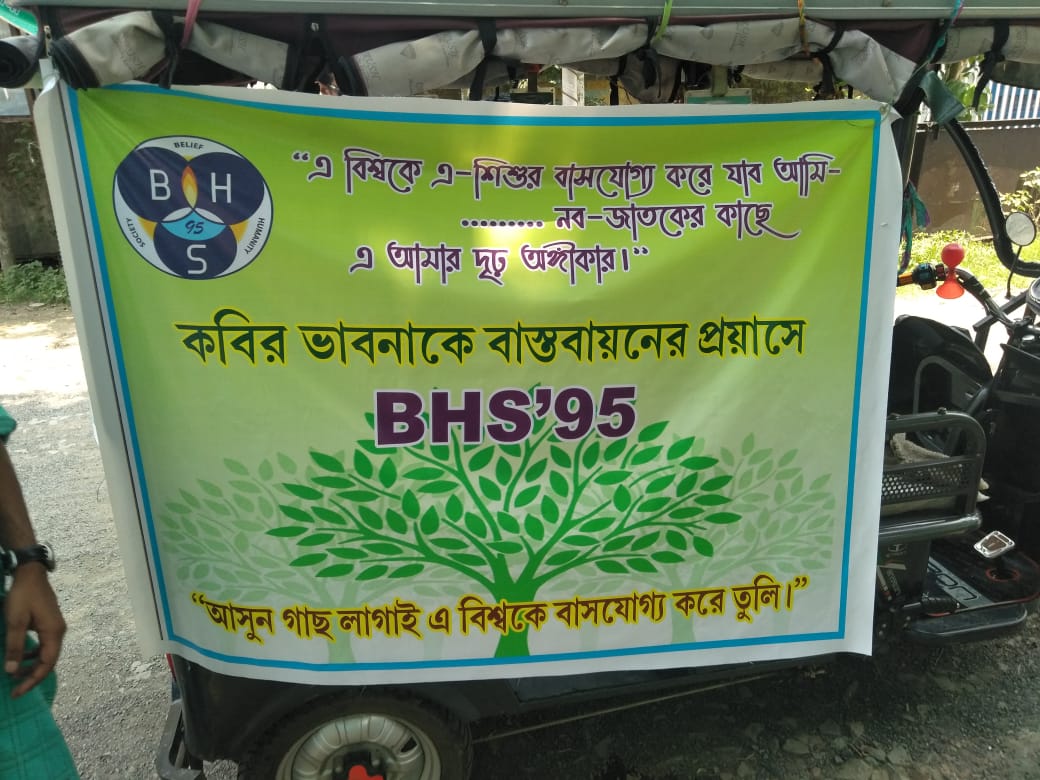 BELIEF
B H
95
S
SOCIETY
HUMANITY
“এ বিশ্বকে এ-শিশুর বাসযোগ্য করে যাব আমি-
.......... নব-জাতকের কাছে
এ আমার দৃঢ় অঙ্গীকার।“
কবির ভাবনাকে বাস্তবায়নের প্রয়াসে
BHS’95
“আসুন গাছ লাগাই এ বিশ্বকে বাসযোগ্য করে তুলি।”